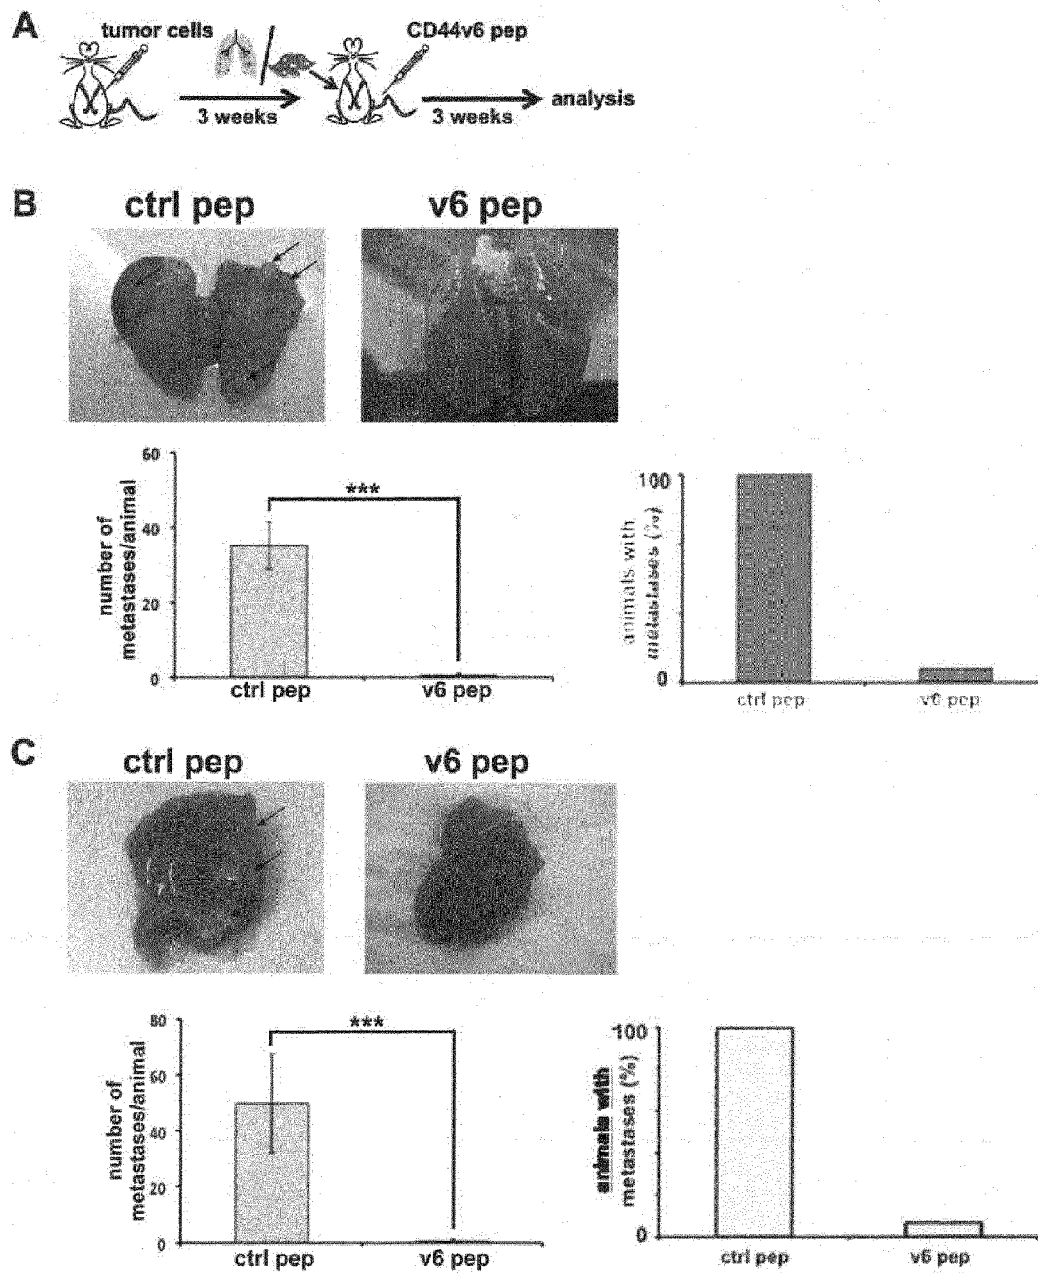 A
tumor cells
CD44v6 pep
3 weeks
3 weeks
analysis
B
ctrl pep
v6 pep
60
40
20
0
number of
metastases/animal
***
ctrl pep
v6 pep
100
0
animals with
metastases (%)
ctrl pep
v6 pep
C
ctrl pep
v6 pep
80
60
40
20
0
number of
metastases/animal
***
ctrl pep
v6 pep
100
0
animals with
metastases (%)
ctrl pep
v6 pep